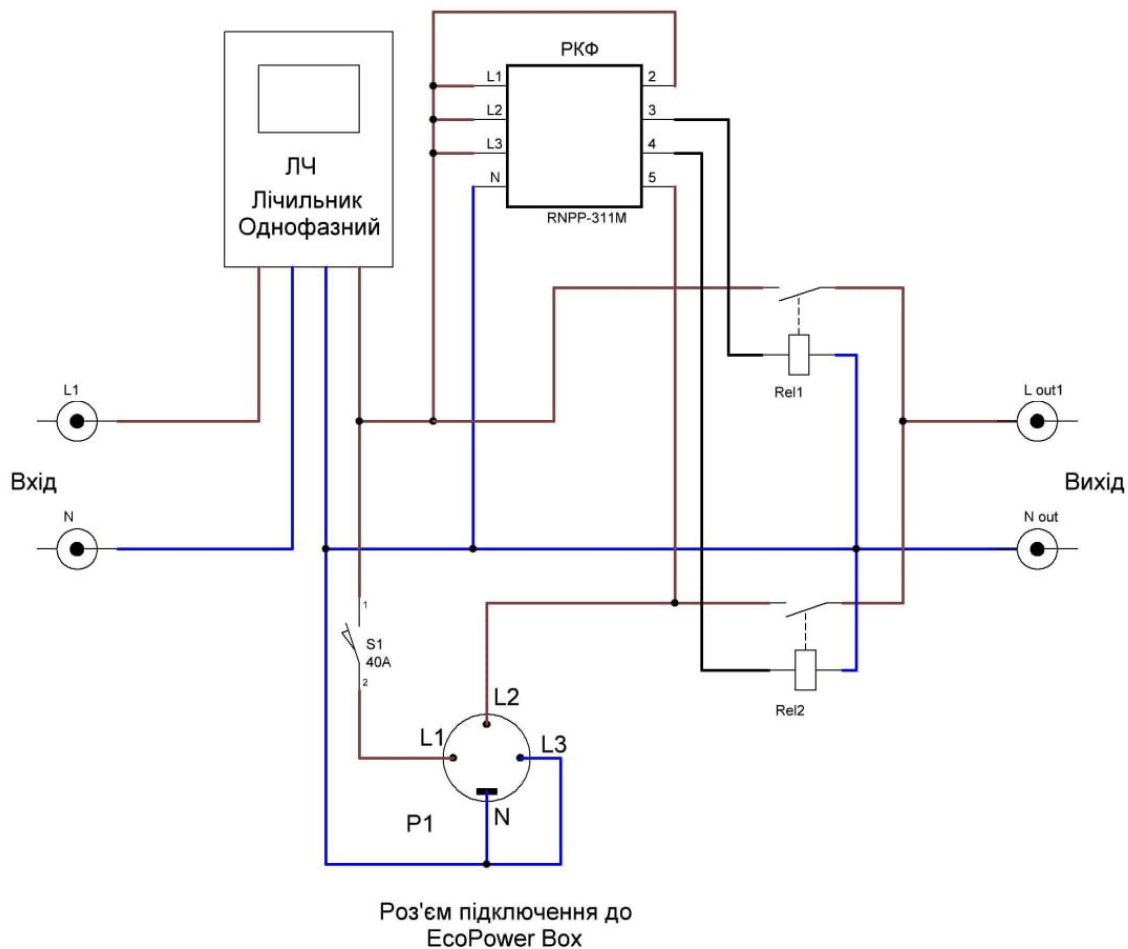 РКФ
L1
L2
L3
N
2
3
4
5
RNPP-311M
ЛЧ
Лічильник
Однофазний
Rel1
L1
L out1
Вхід
Вихід
N
N out
1
S1
40A
2
L2
L1
L3
N
P1
Rel2
Роз'єм підключення до
EcoPower Box